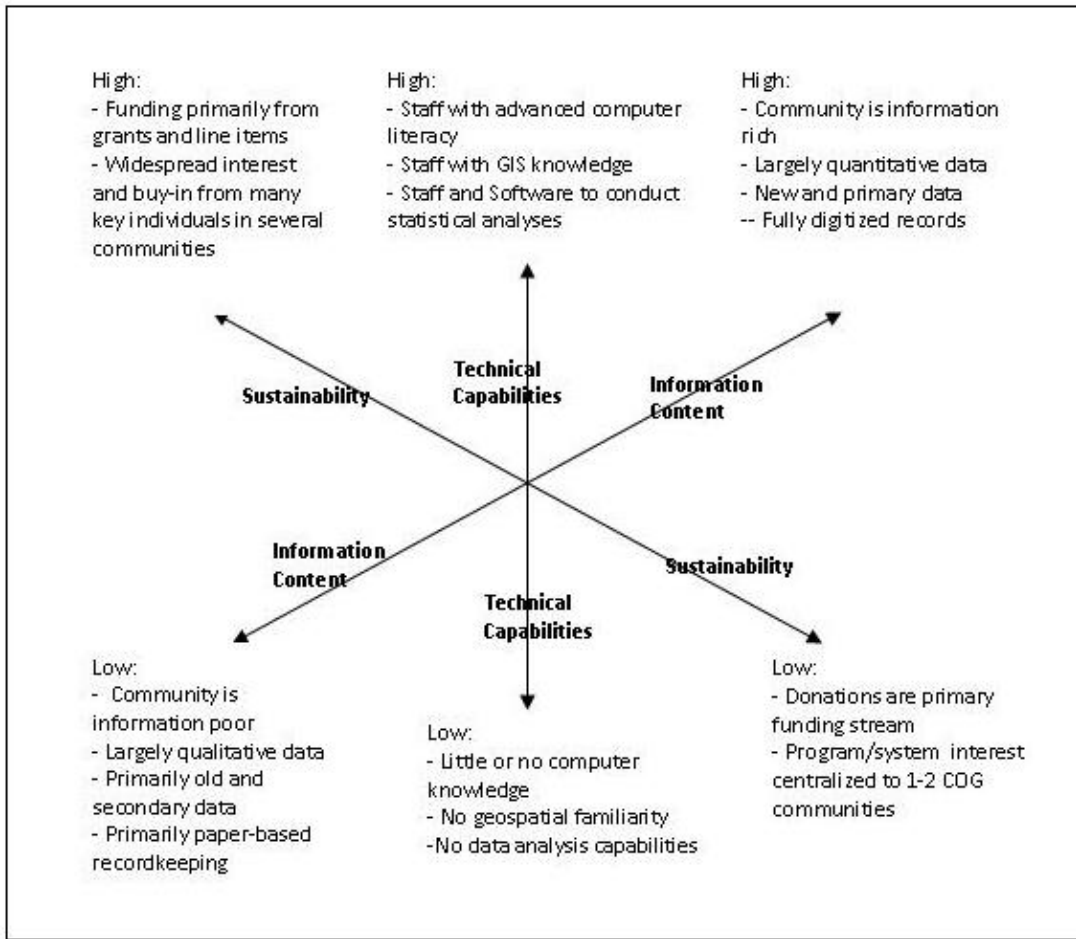 High:
- Funding primarily from
grants and line items
- Widespread interest
and buy-in from many
key individuals in several
communities
High:
- Staff with advanced computer
literacy
- Staff with GIS knowledge
- Staff and Software to conduct
statistical analyses
High:
- Community is information
rich
- Largely quantitative data
- New and primary data
-- Fully digitized records
Sustainability
Technical
Capabilities
Information
Content
Information
Content
Technical
Capabilities
Sustainability
Low:
- Community is
information poor
- Largely qualitative data
- Primarily old and
secondary data
- Primarily paper-based
recordkeeping
Low:
- Little or no computer
knowledge
- No geospatial familiarity
-No data analysis capabilities
Low:
- Donations are primary
funding stream
- Program/system interest
centralized to 1-2 COG
communities